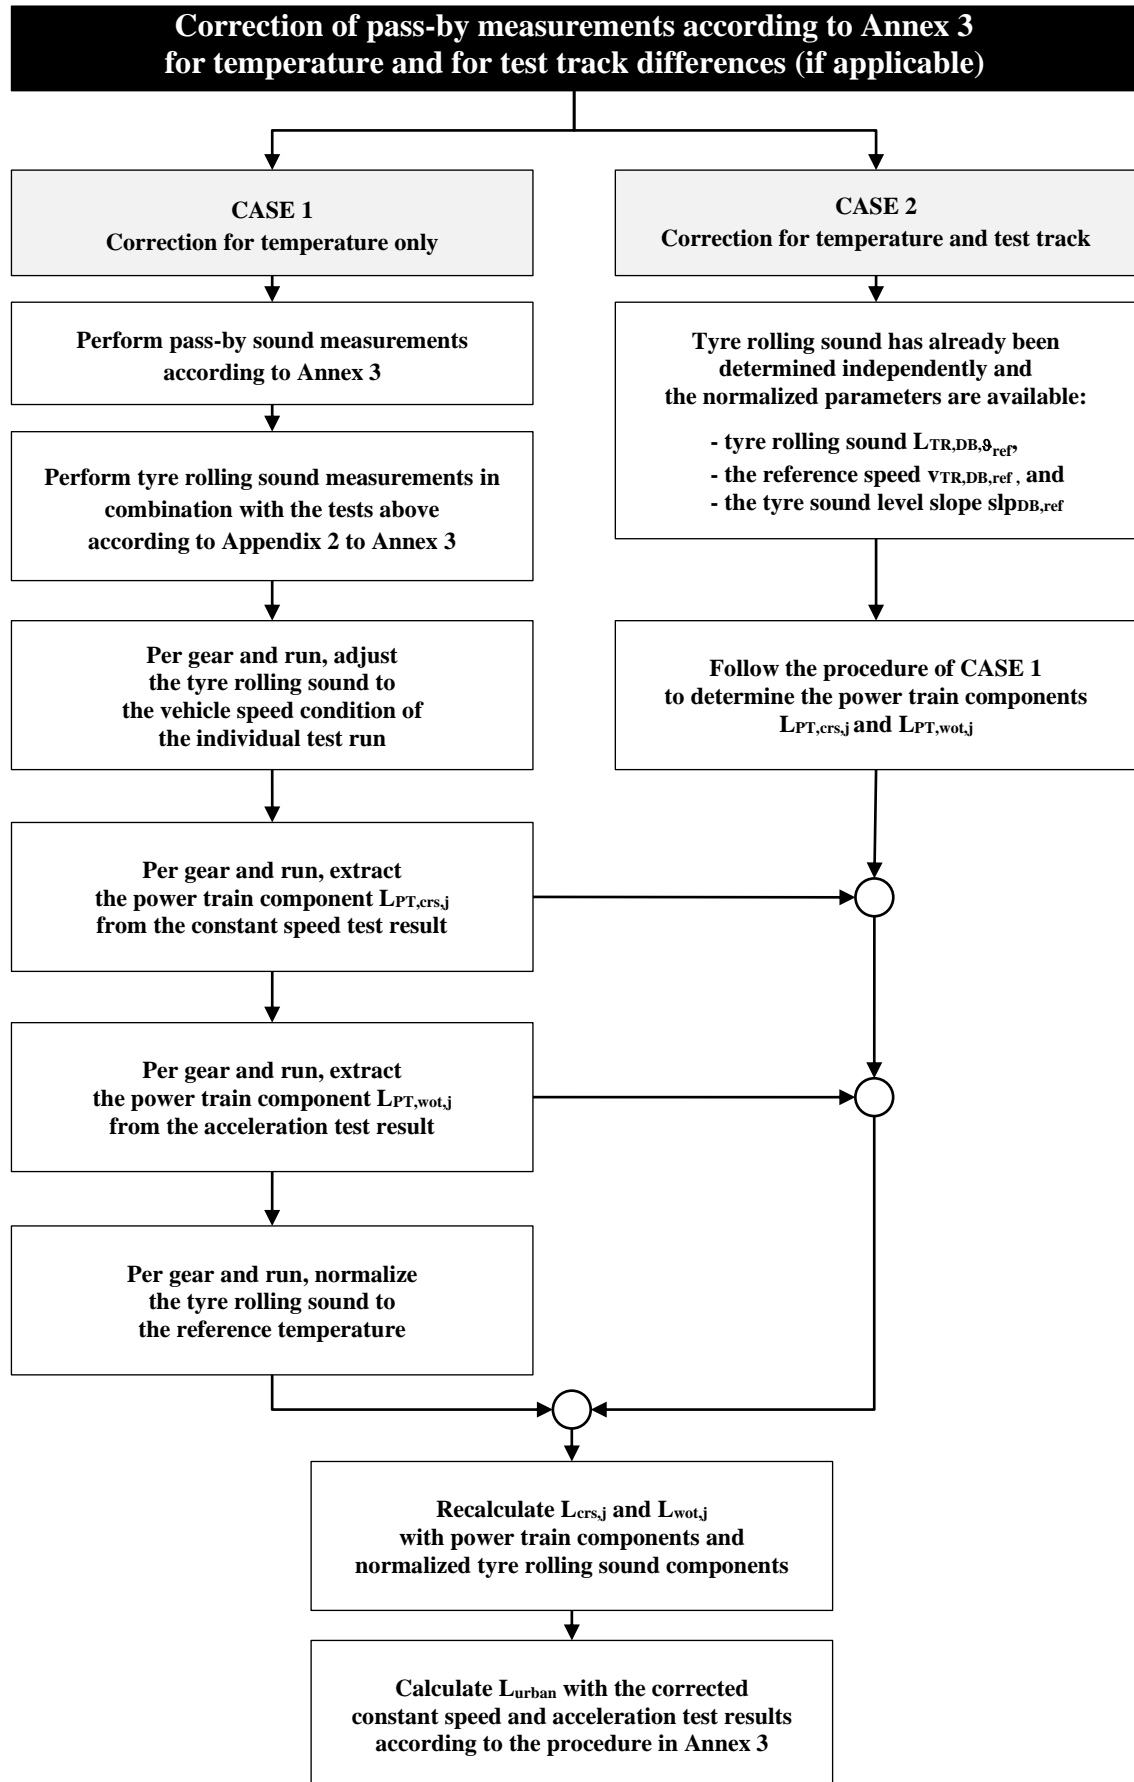 Correction of pass-by measurements according to Annex 3
for temperature and for test track differences (if applicable)
CASE 1
Correction for temperature only
Perform pass-by sound measurements
according to Annex 3
Perform tyre rolling sound measurements in
combination with the tests above
according to Appendix 2 to Annex 3
Per gear and run, adjust
the tyre rolling sound to
the vehicle speed condition of
the individual test run
Per gear and run, extract
the power train component LPT,crs,j
from the constant speed test result
Per gear and run, extract
the power train component LPT,wot,j
from the acceleration test result
Per gear and run, normalize
the tyre rolling sound to
the reference temperature
CASE 2
Correction for temperature and test track
Tyre rolling sound has already been
determined independently and
the normalized parameters are available:
- tyre rolling sound LTR,DB,ϑref,
- the reference speed vTR,DB,ref , and
- the tyre sound level slope slpDB,ref
Follow the procedure of CASE 1
to determine the power train components
LPT,crs,j and LPT,wot,j
Recalculate Lcrs,j and Lwot,j
with power train components and
normalized tyre rolling sound components
Calculate Lurban with the corrected
constant speed and acceleration test results
according to the procedure in Annex 3